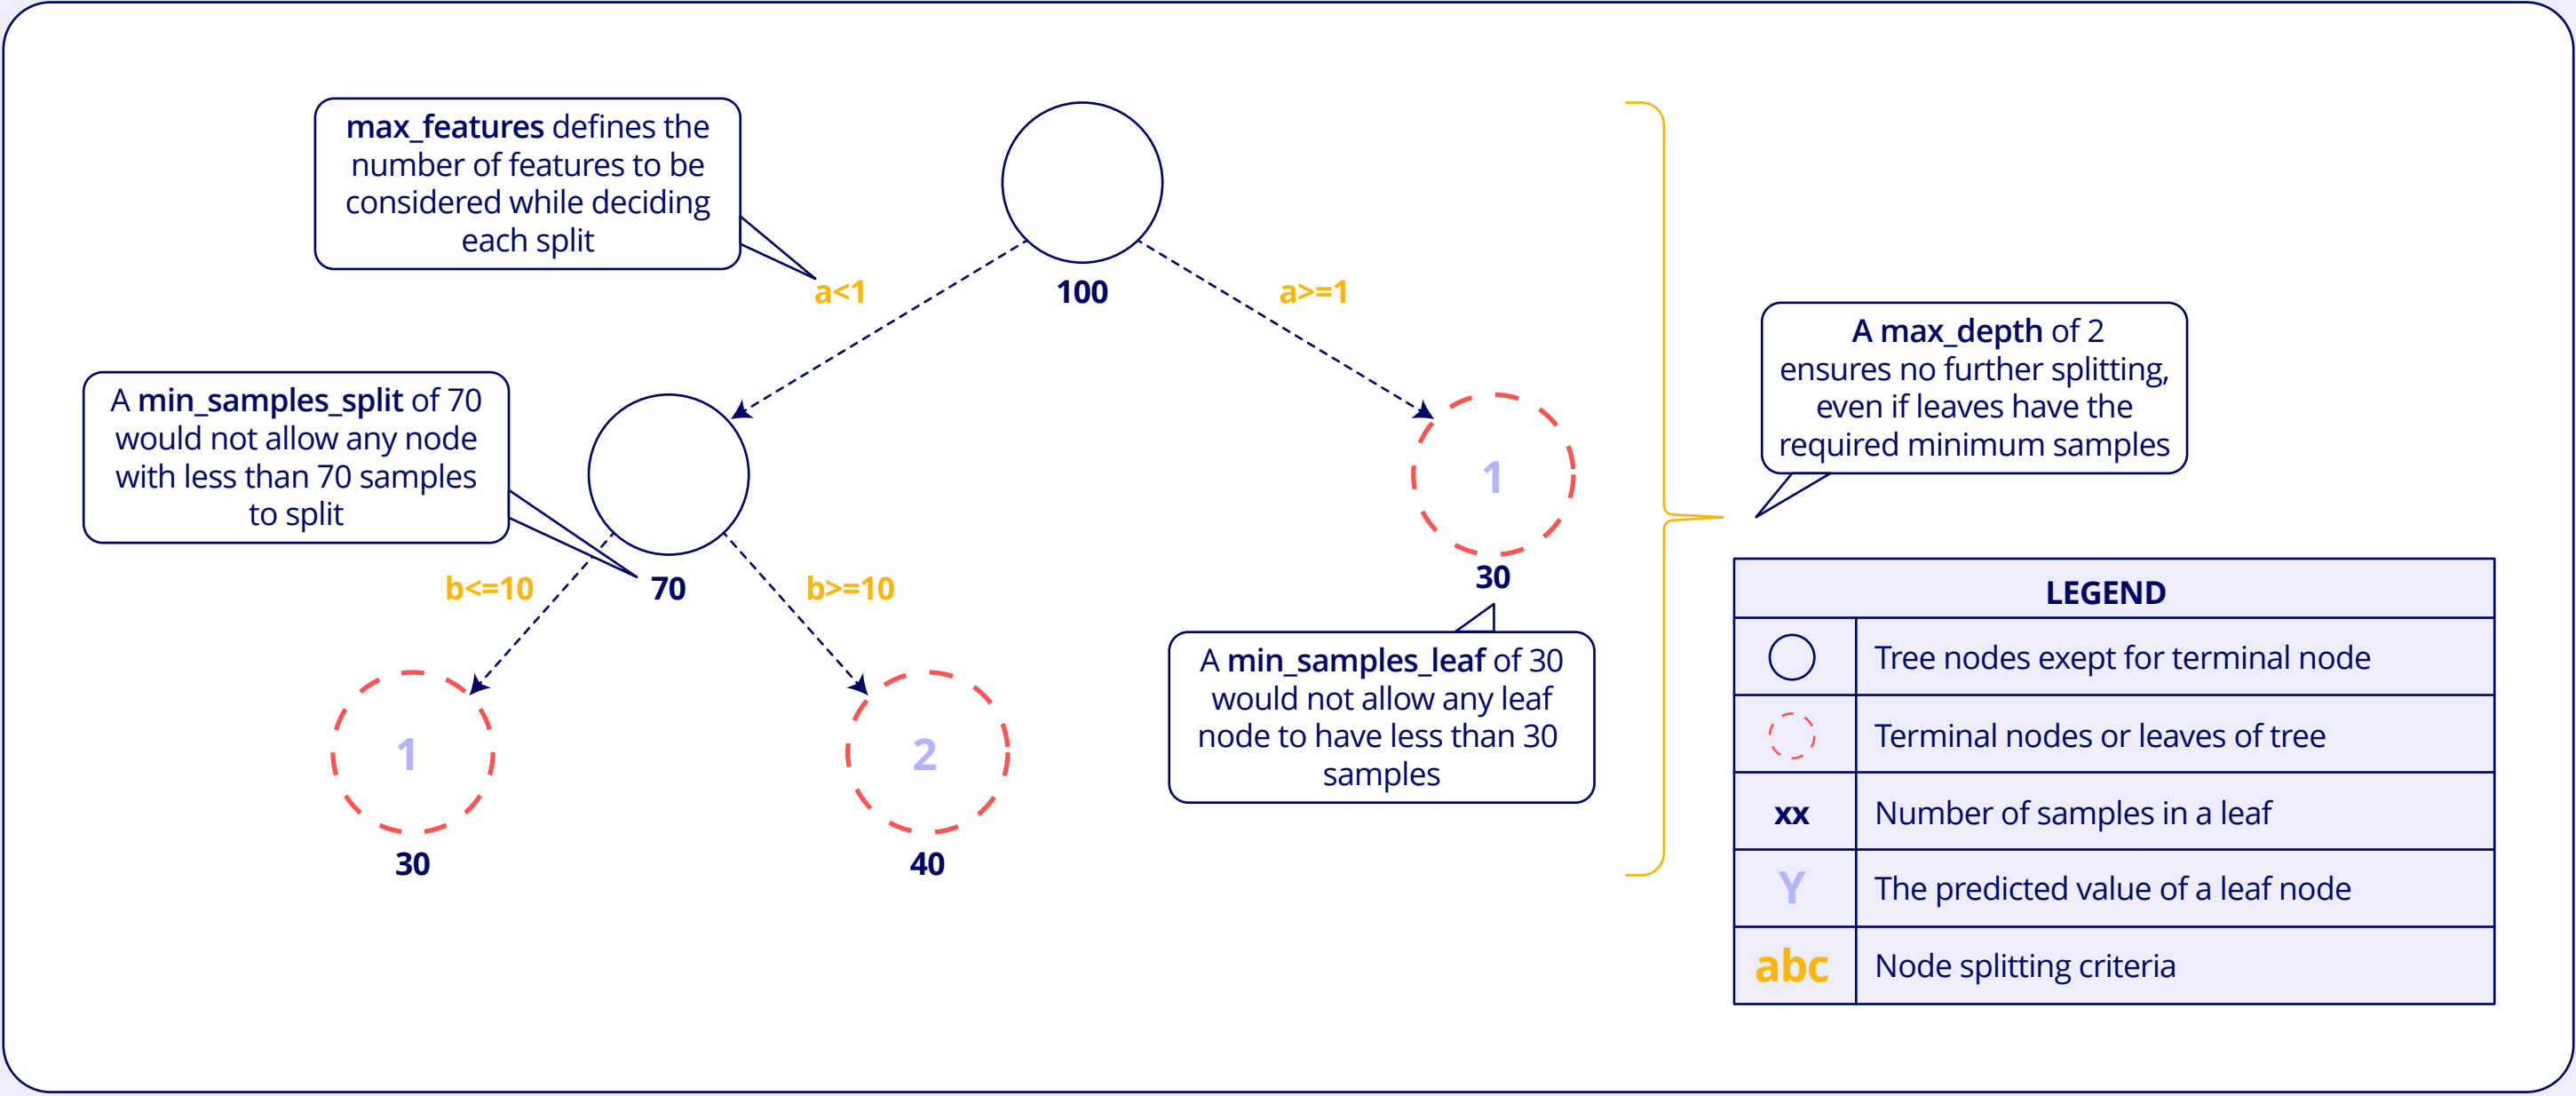 max_features defines the
number of features to be
considered while deciding
each split
a<1
100
a>=1
A min_samples_split of 70
would not allow any node
with less than 70 samples
to split
b<=10
70
b>=10
1
30
1
30
2
40
A min_samples_leaf of 30
would not allow any leaf
node to have less than 30
samples
A max_depth of 2
ensures no further splitting,
even if leaves have the
required minimum samples
LEGEND
Tree nodes exept for terminal node
Terminal nodes or leaves of tree
xx Number of samples in a leaf
Y The predicted value of a leaf node
abc Node splitting criteria